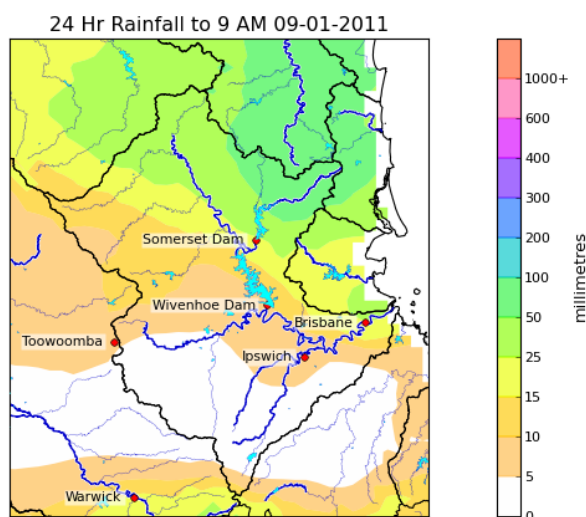 24 Hr Rainfall to 9 AM 09-01-2011
Somerset Dam
Wivenhoe Dam
Brisbane
Toowoomba
Ipswich
Warwick
1000+
600
400
300
200
100
50
25
15
10
5
0
millimetres